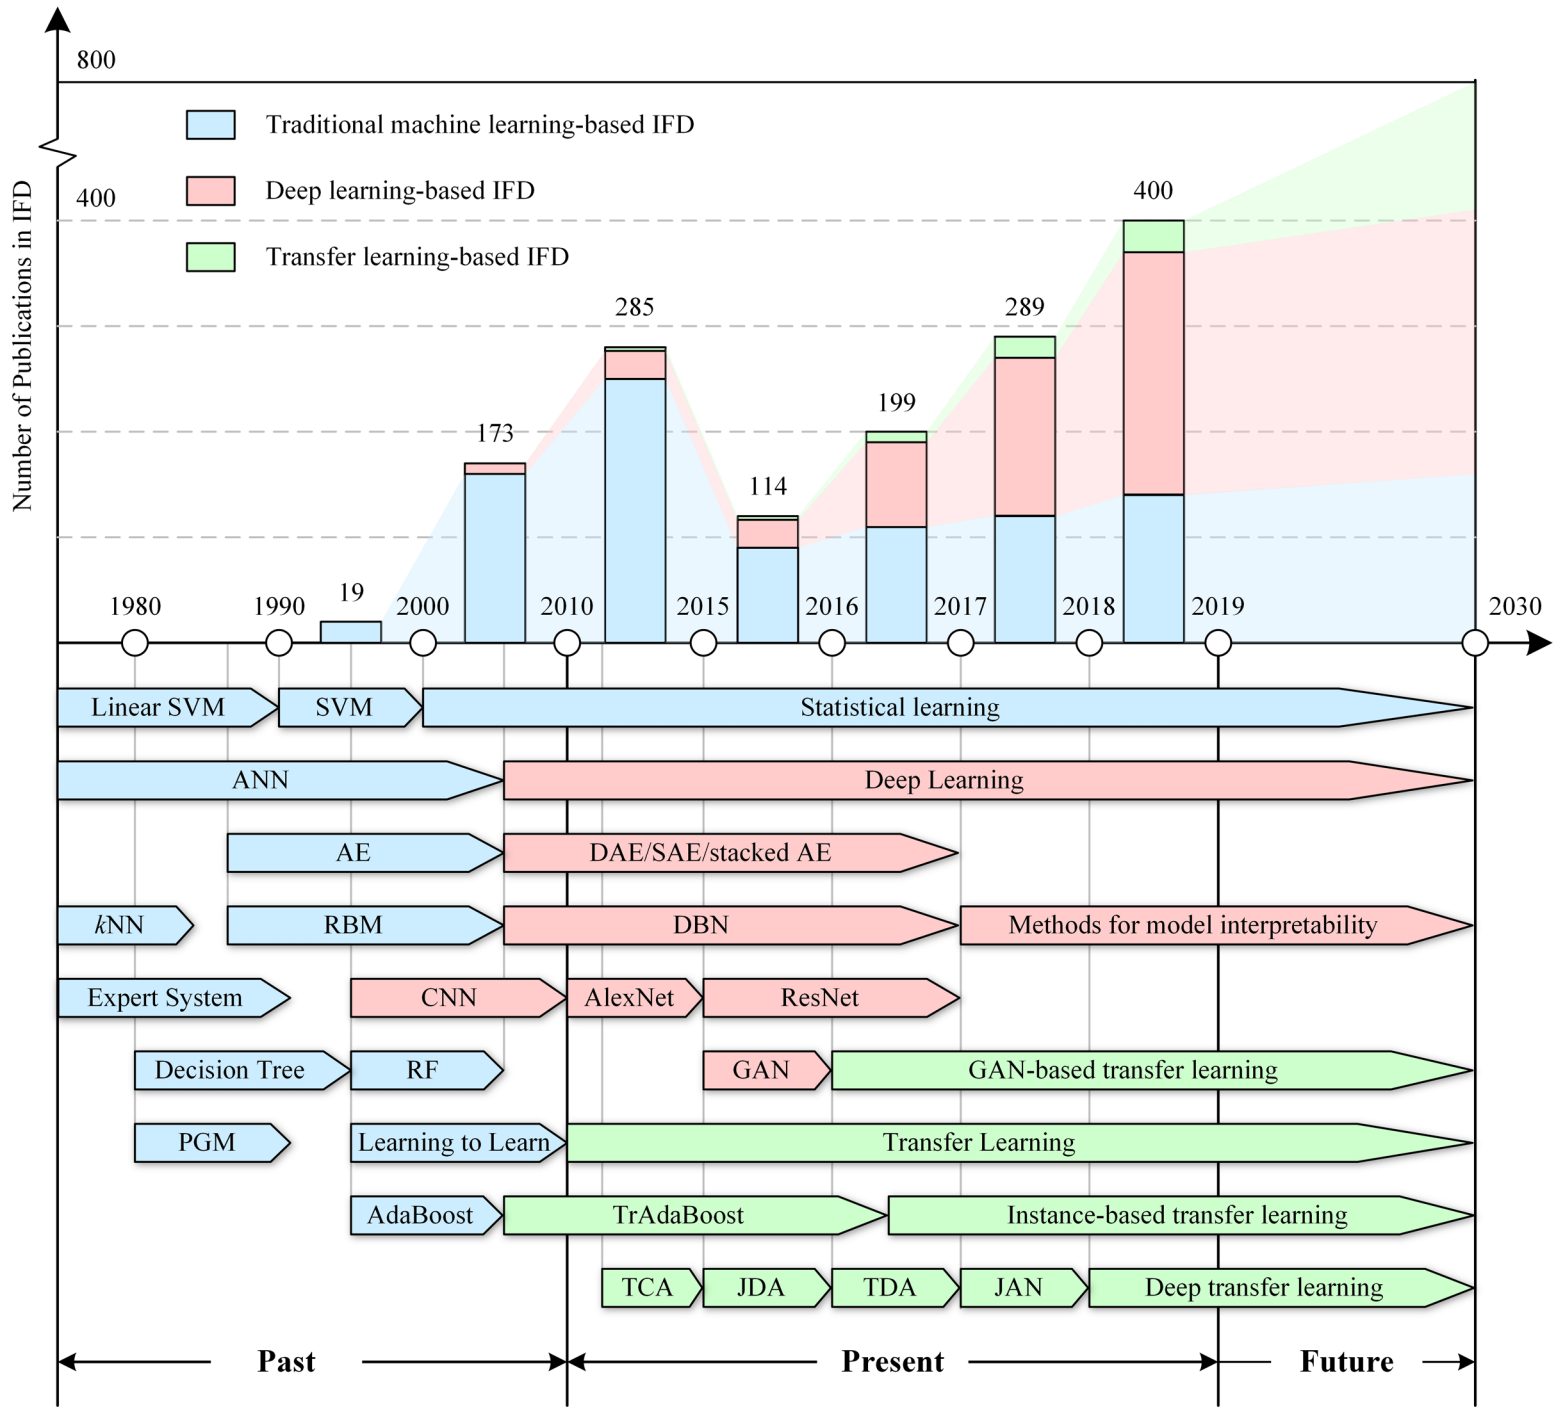 800
Traditional machine learning-based IFD
Deep learning-based IFD
Transfer learning-based IFD
400
Number of Publications in IFD
400
285
289
199
173
114
19
1980
1990
2000
2010
2015
2016
2017
2018
2019
2030
Linear SVM
SVM
Statistical learning
ANN
Deep Learning
AE
DAE/SAE/stacked AE
kNN
RBM
DBN
Methods for model interpretability
Expert System
CNN
AlexNet
ResNet
Decision Tree
RF
GAN
GAN-based transfer learning
PGM
Learning to Learn
Transfer Learning
AdaBoost
TrAdaBoost
Instance-based transfer learning
TCA
JDA
TDA
JAN
Deep transfer learning
Past
Present
Future